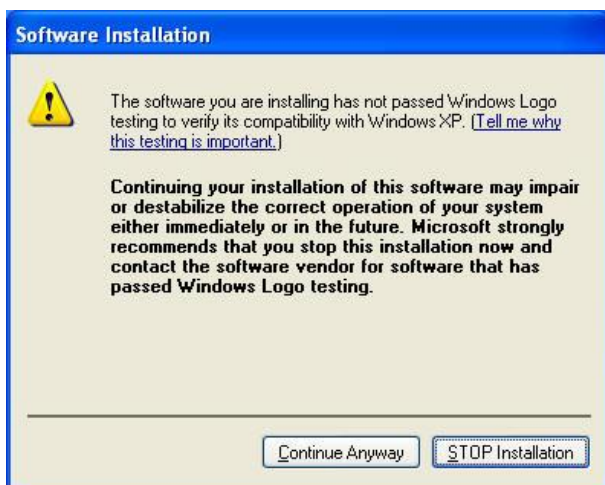 Software Installation
The software you are installing has not passed Windows Logo
testing to verify its compatibility with Windows XP. (Tell me why
this testing is important.)
Continuing your installation of this software may impair
or destabilize the correct operation of your system
either immediately or in the future. Microsoft strongly
recommends that you stop this installation now and
contact the software vendor for software that has
passed Windows Logo testing.
Continue Anyway STOP Installation